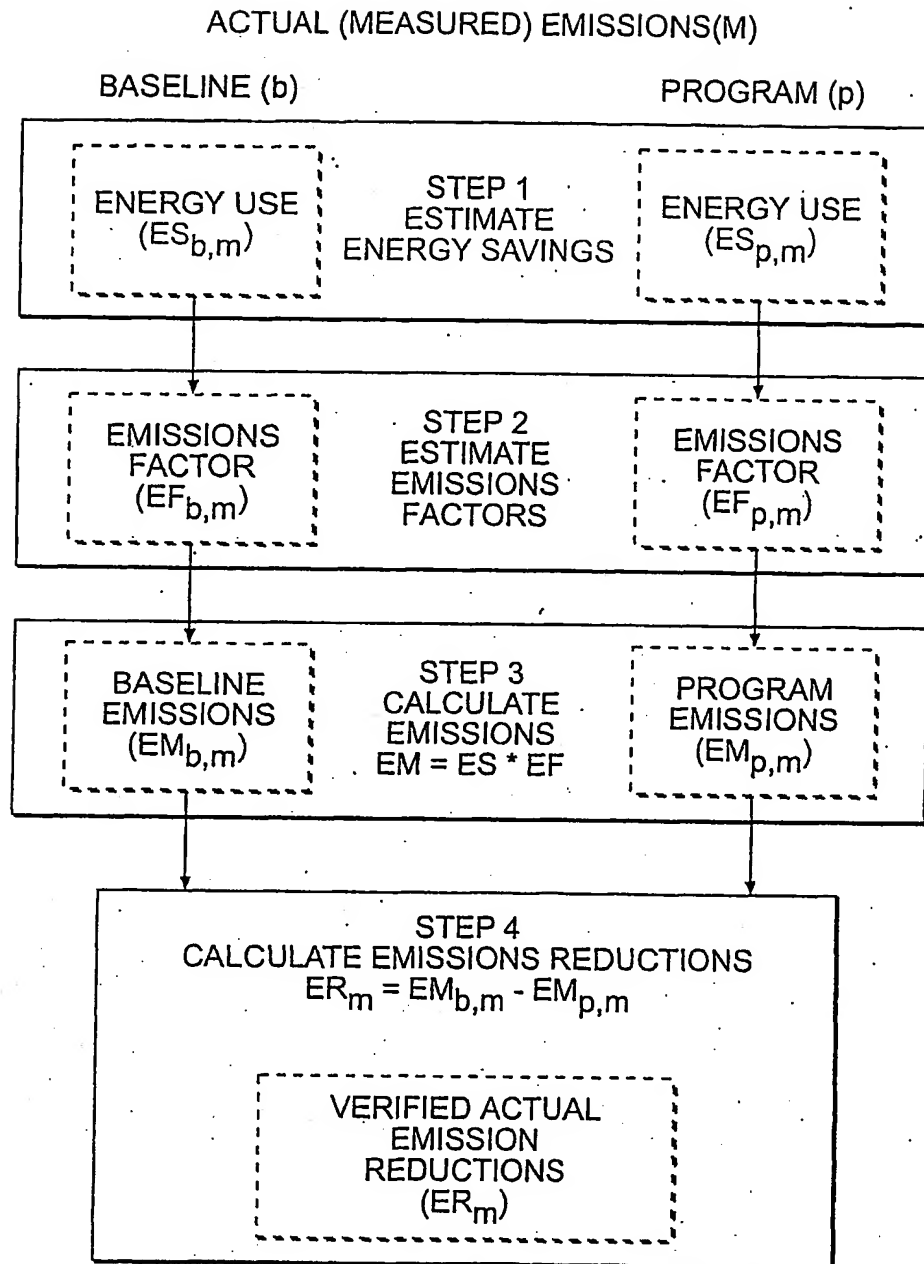 ACTUAL (MEASURED) EMISSIONS(M)
BASELINE (b)
PROGRAM (p)
ENERGY USE
(ES_b,m)
STEP 1
ESTIMATE
ENERGY SAVINGS
ENERGY USE
(ES_p,m)
EMISSIONS
FACTOR
(EF_b,m)
STEP 2
ESTIMATE
EMISSIONS
FACTORS
EMISSIONS
FACTOR
(EF_p,m)
BASELINE
EMISSIONS
(EM_b,m)
STEP 3
CALCULATE
EMISSIONS
EM = ES * EF
PROGRAM
EMISSIONS
(EM_p,m)
STEP 4
CALCULATE EMISSIONS REDUCTIONS
ER_m = EM_b,m - EM_p,m
VERIFIED ACTUAL
EMISSION
REDUCTIONS
(ER_m)